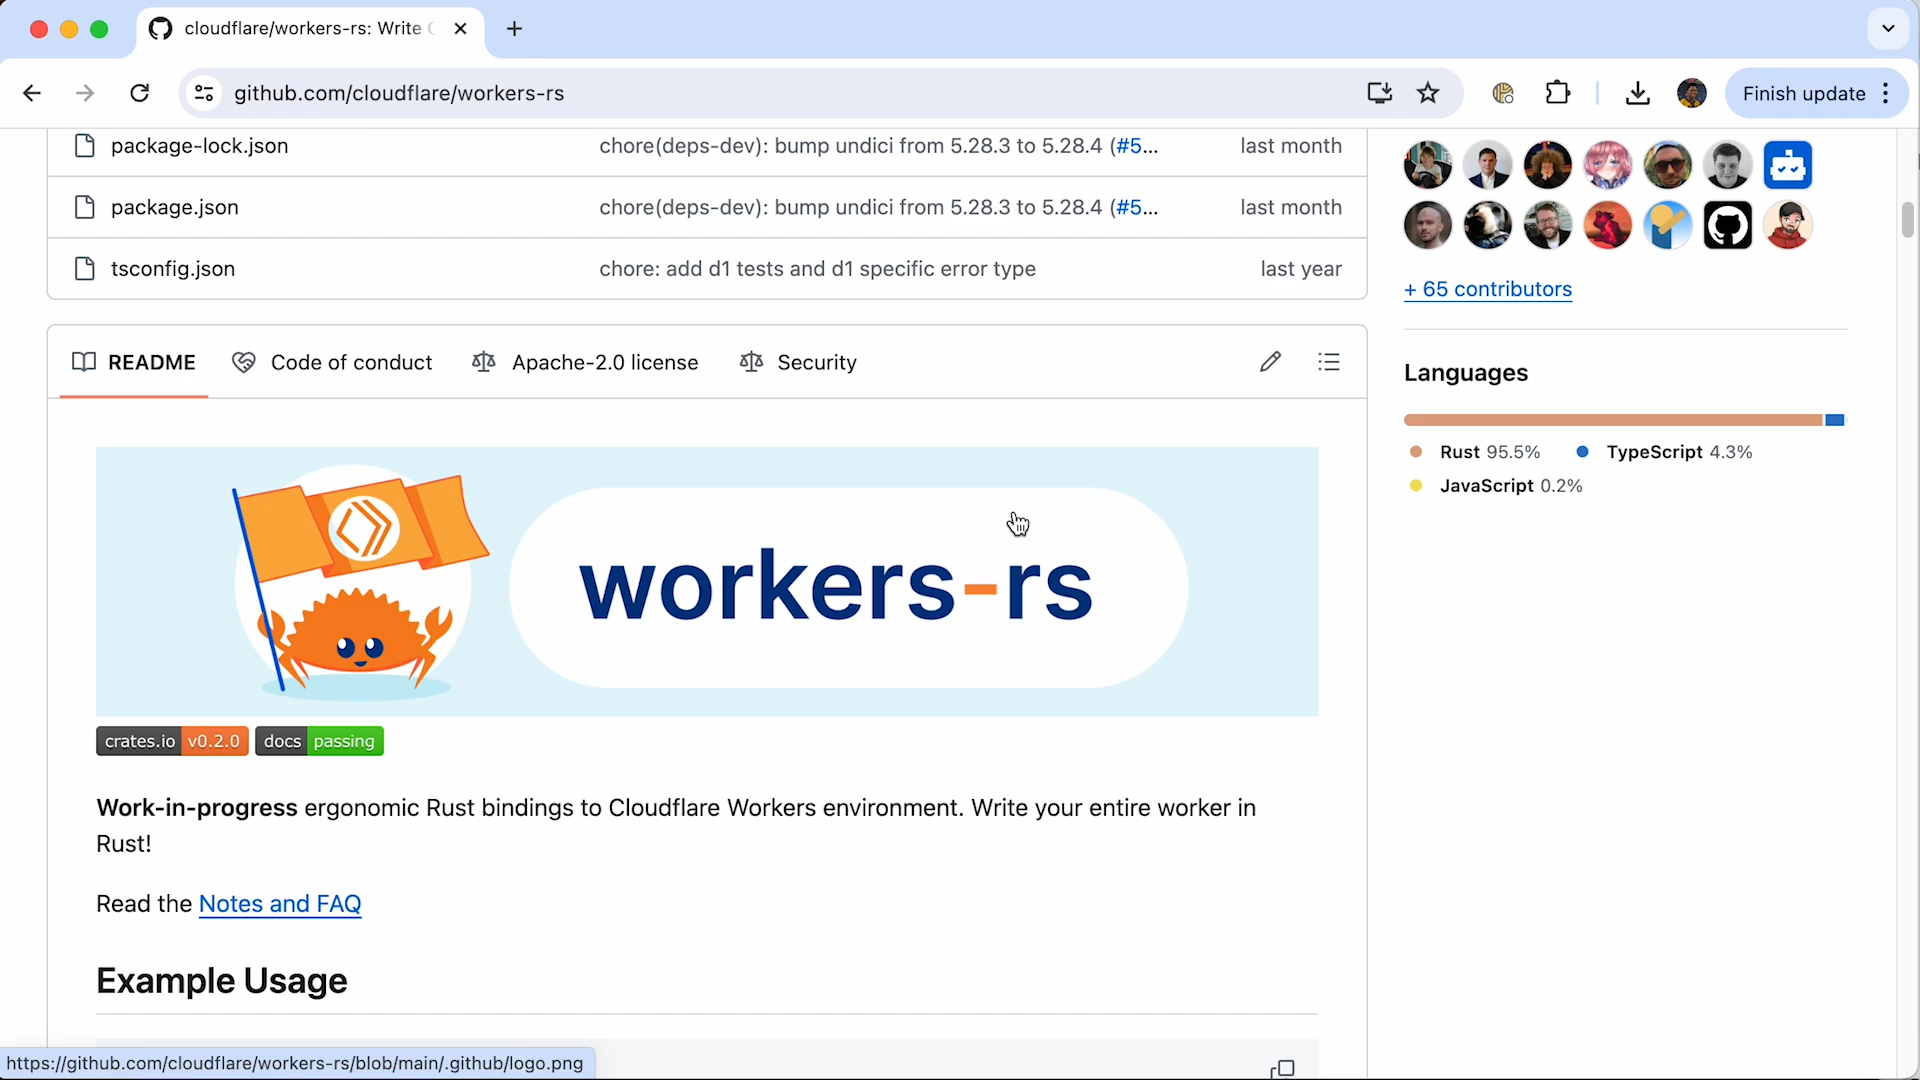 cloudflare/workers-rs: Write C
github.com/cloudflare/workers-rs
Finish update
package-lock.json chore(deps-dev): bump undici from 5.28.3 to 5.28.4 (#5... last month
package.json chore(deps-dev): bump undici from 5.28.3 to 5.28.4 (#5... last month
tsconfig.json chore: add d1 tests and d1 specific error type last year
+ 65 contributors
README Code of conduct Apache-2.0 license Security
Languages
Rust 95.5% TypeScript 4.3%
JavaScript 0.2%
workers-rs
crates.io v0.2.0 docs passing
Work-in-progress ergonomic Rust bindings to Cloudflare Workers environment. Write your entire worker in
Rust!
Read the Notes and FAQ
Example Usage
https://github.com/cloudflare/workers-rs/blob/main/.github/logo.png